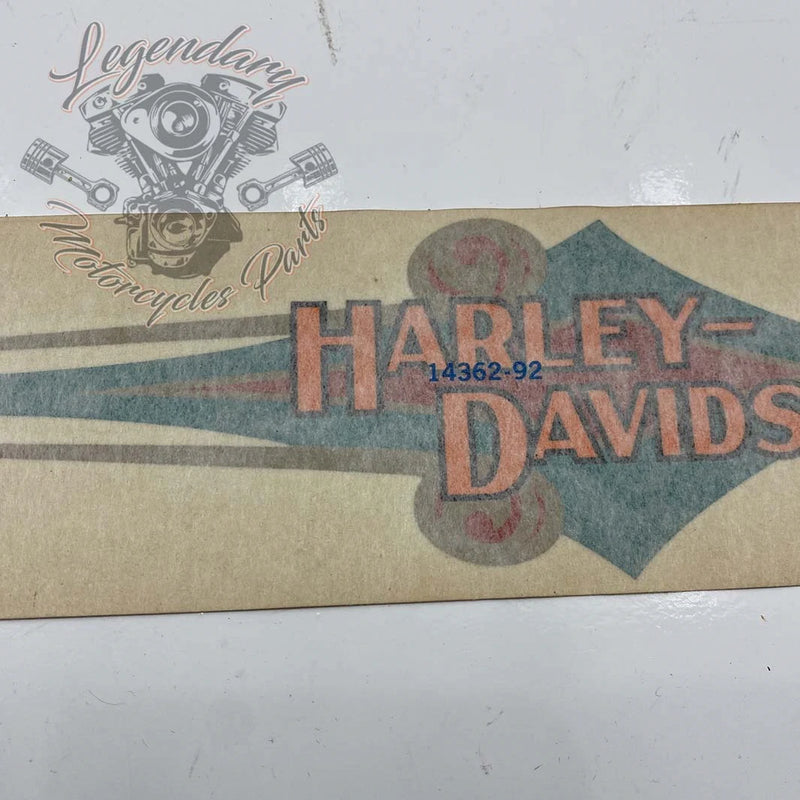 Legendary
Motorcycles Parts
HARLEY-
14362-92
DAVIDS